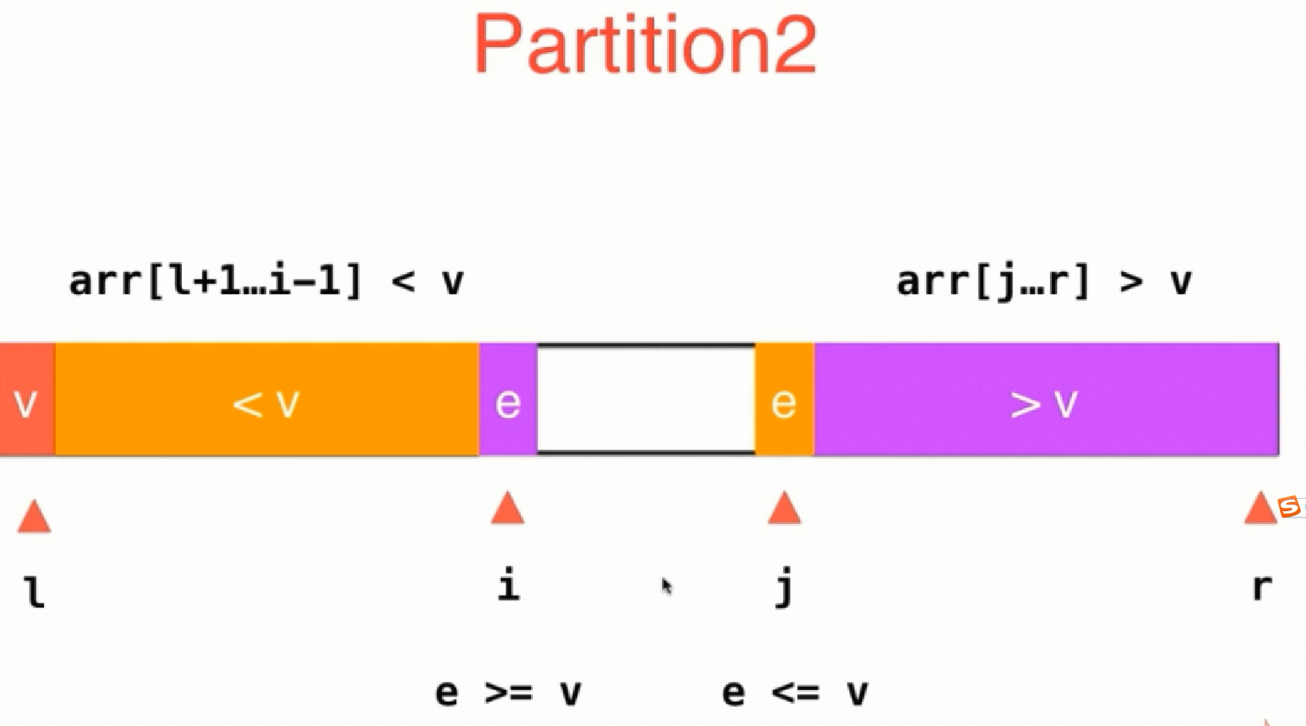 Partition2
arr[l+1…i-1] < v
arr[j…r] > v
v
< v
e
e
> v
l
i
j
r
e >= v
e <= v